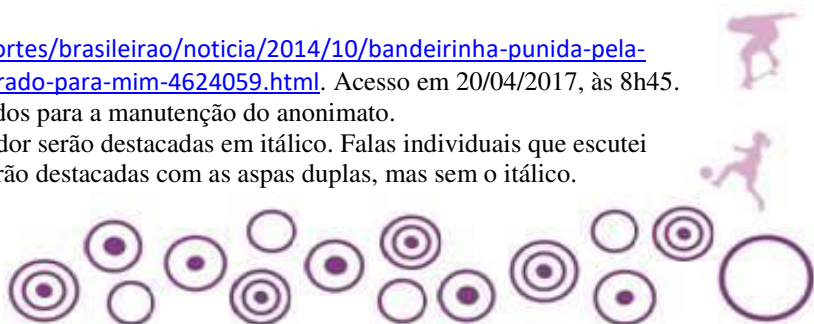 ortes/brasileirao/noticia/2014/10/bandeirinha-punida-pela-
rado-para-mim-4624059.html. Acesso em 20/04/2017, às 8h45.
dos para a manutenção do anonimato.
dor serão destacadas em itálico. Falas individuais que escutei
rão destacadas com as aspas duplas, mas sem o itálico.